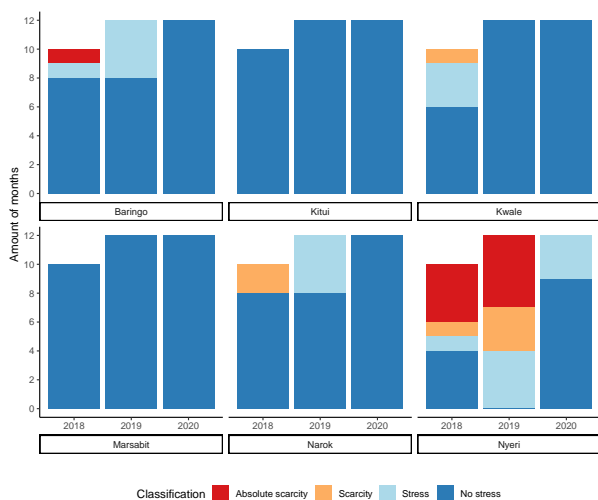 12
10
8
6
4
2
0
Baringo Kitui Kwale
Amount of months
12
10
8
6
4
2
0
2018 2019 2020 2018 2019 2020 2018 2019 2020
Marsabit Narok Nyeri
Classification Absolute scarcity Scarcity Stress No stress